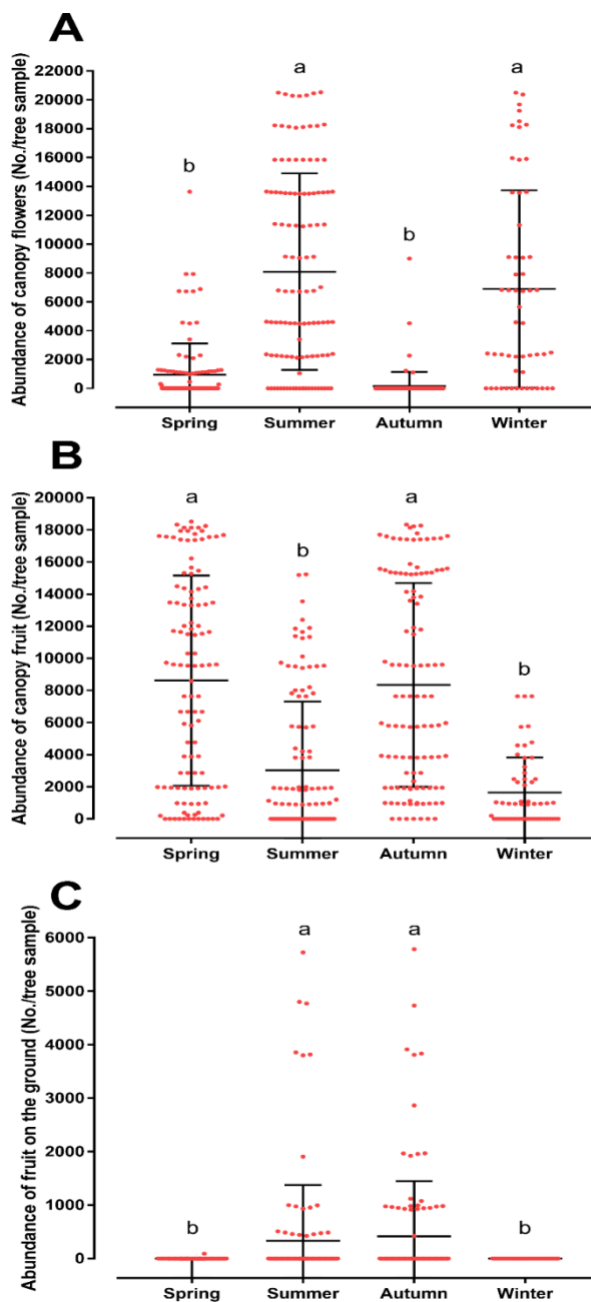 A
Abundance of canopy flowers (No./tree sample)
22000
20000
18000
16000
14000
12000
10000
8000
6000
4000
2000
0
b
a
b
a
Spring Summer Autumn Winter
B
Abundance of canopy fruit (No./tree sample)
20000
18000
16000
14000
12000
10000
8000
6000
4000
2000
0
a
b
a
b
Spring Summer Autumn Winter
C
Abundance of fruit on the ground (No./tree sample)
6000
5000
4000
3000
2000
1000
0
b
a
a
b
Spring Summer Autumn Winter